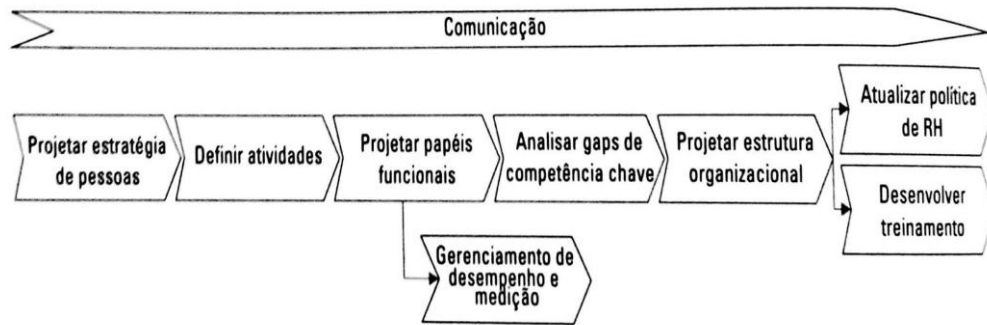 Comunicação
Projetar estratégia
de pessoas
Definir atividades
Projetar papéis
funcionais
Analisar gaps de
competência chave
Projetar estrutura
organizacional
Atualizar política
de RH
Desenvolver
treinamento
Gerenciamento de
desempenho e
medição